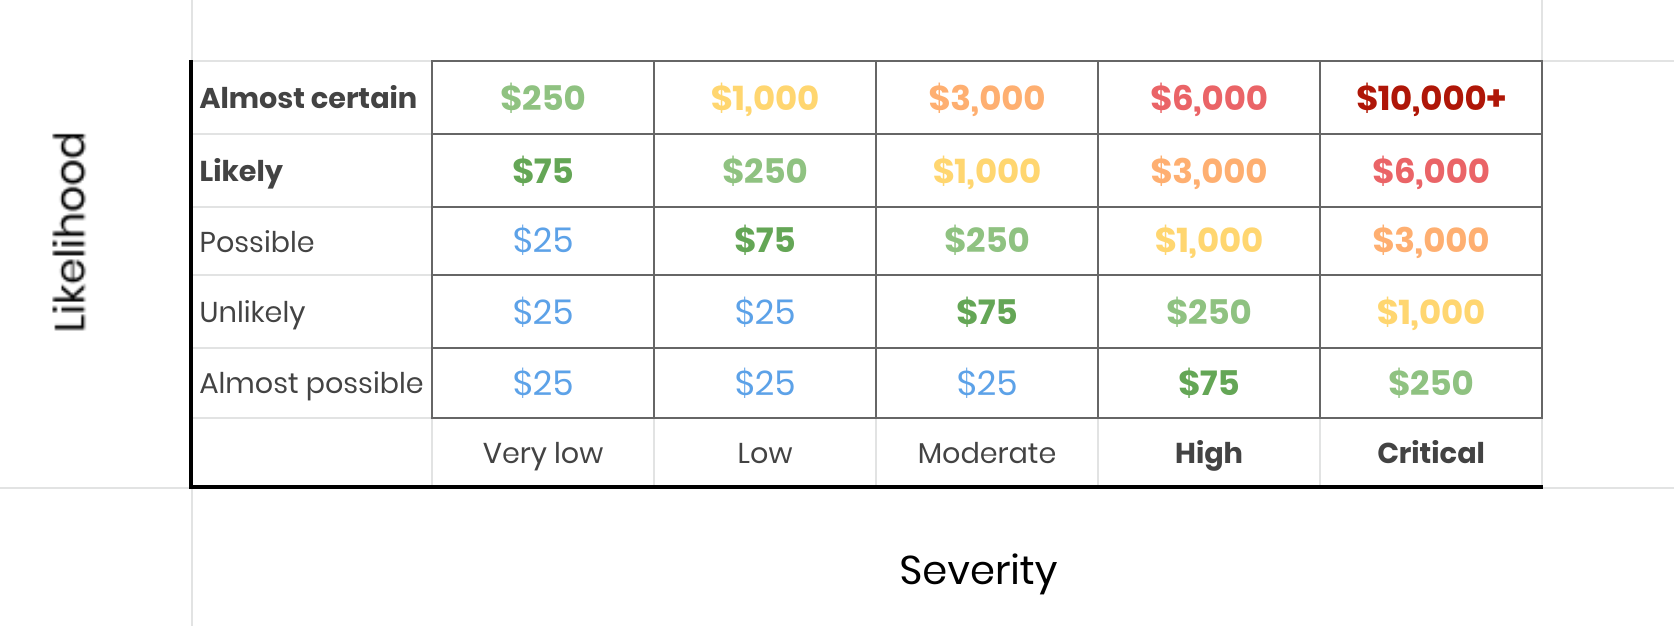 Likelihood
Almost certain $250 $1,000 $3,000 $6,000 $10,000+
Likely $75 $250 $1,000 $3,000 $6,000
Possible $25 $75 $250 $1,000 $3,000
Unlikely $25 $25 $75 $250 $1,000
Almost possible $25 $25 $25 $75 $250
Very low Low Moderate High Critical
Severity